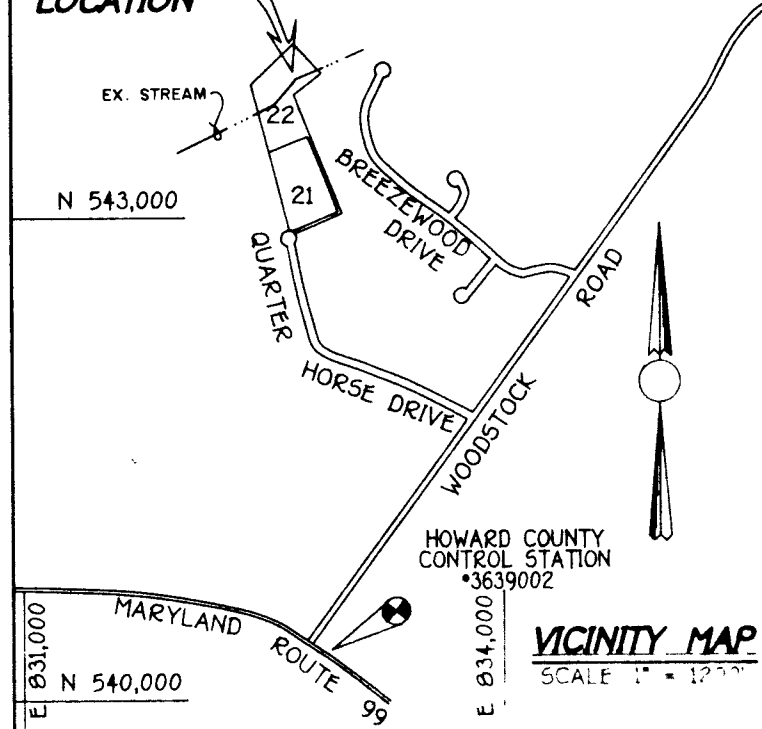 LOCATION
EX. STREAM
22
21
N 543,000
BREEZEWOOD
DRIVE
QUARTER
HORSE DRIVE
WOODSTOCK
ROAD
HOWARD COUNTY
CONTROL STATION
•3639002
MARYLAND
ROUTE
99
E 831,000
N 540,000
E 834,000
VICINITY MAP
SCALE 1" =